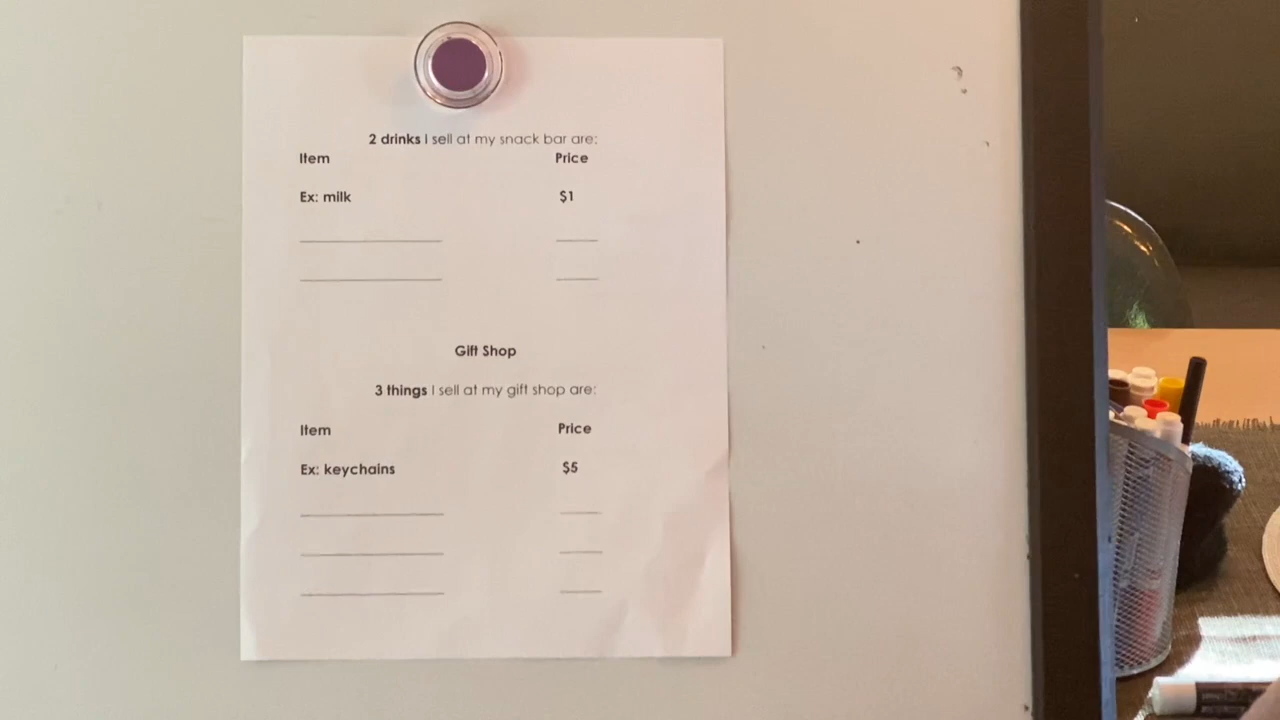 2 drinks I sell at my snack bar are:
Item Price
Ex: milk $1
Gift Shop
3 things I sell at my gift shop are:
Item Price
Ex: keychains $5